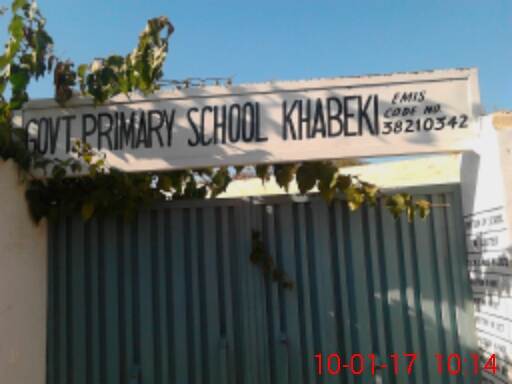 GOVT. PRIMARY SCHOOL KHABEKI
EMIS
CODE NO.
38210342
10-01-17 10:14